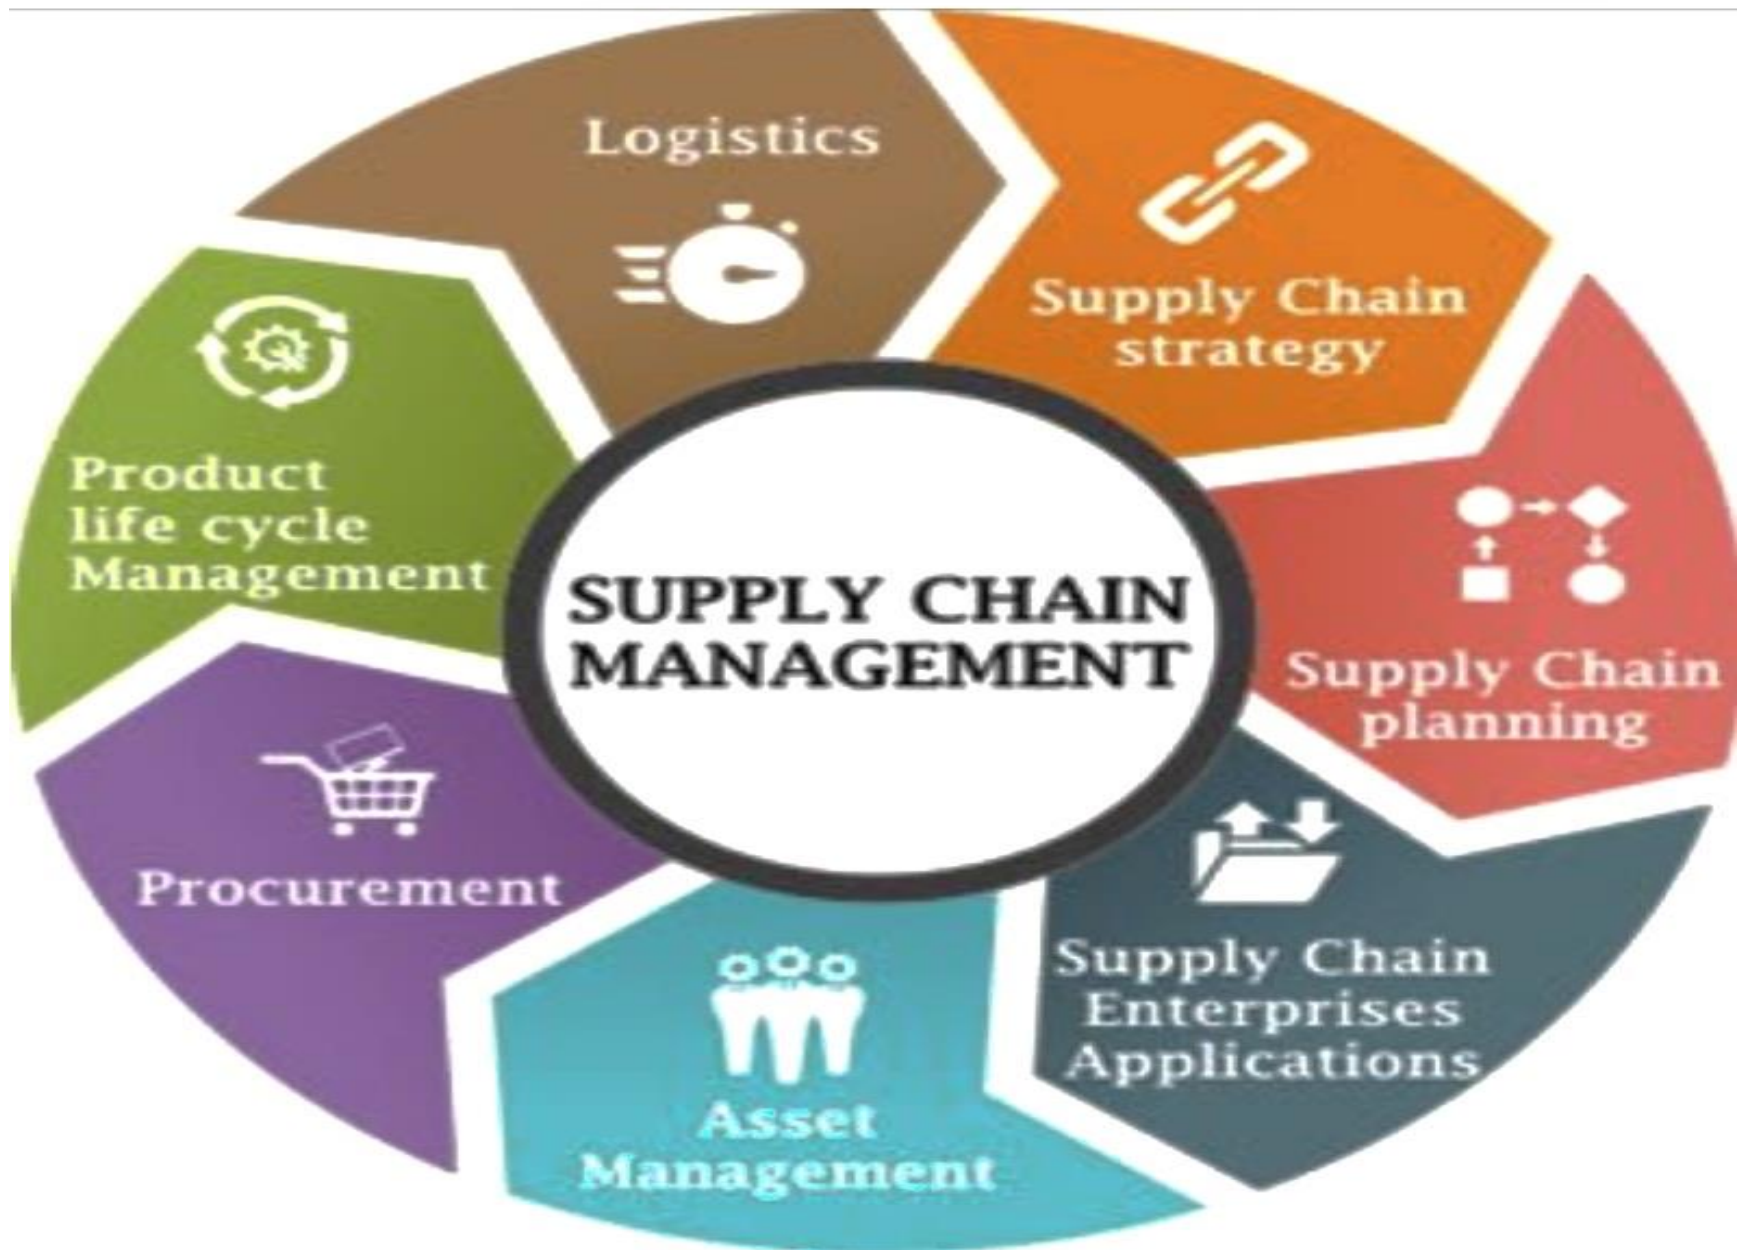 Logistics
Supply Chain
strategy
Supply Chain
planning
Supply Chain
Enterprises
Applications
Asset
Management
Procurement
Product
life cycle
Management
SUPPLY CHAIN
MANAGEMENT